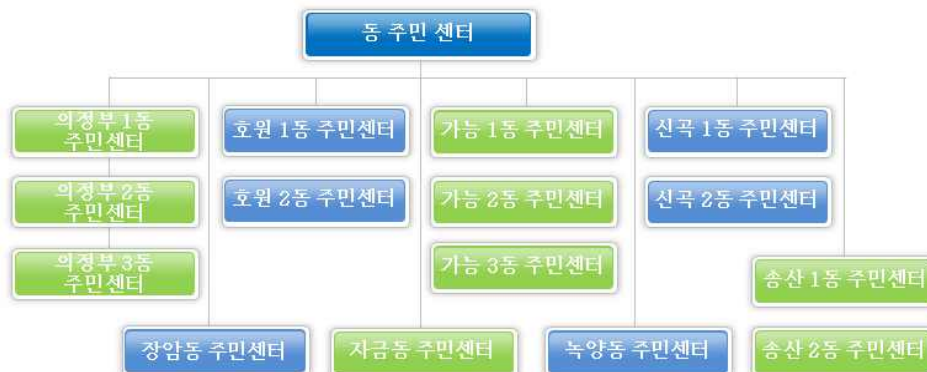 동 주민 센터
의정부 1동
주민센터
호원 1동 주민센터
가능 1동 주민센터
신곡 1동 주민센터
의정부 2동
주민센터
호원 2동 주민센터
가능 2동 주민센터
신곡 2동 주민센터
의정부 3동
주민센터
가능 3동 주민센터
송산 1동 주민센터
장암동 주민센터
자금동 주민센터
녹양동 주민센터
송산 2동 주민센터